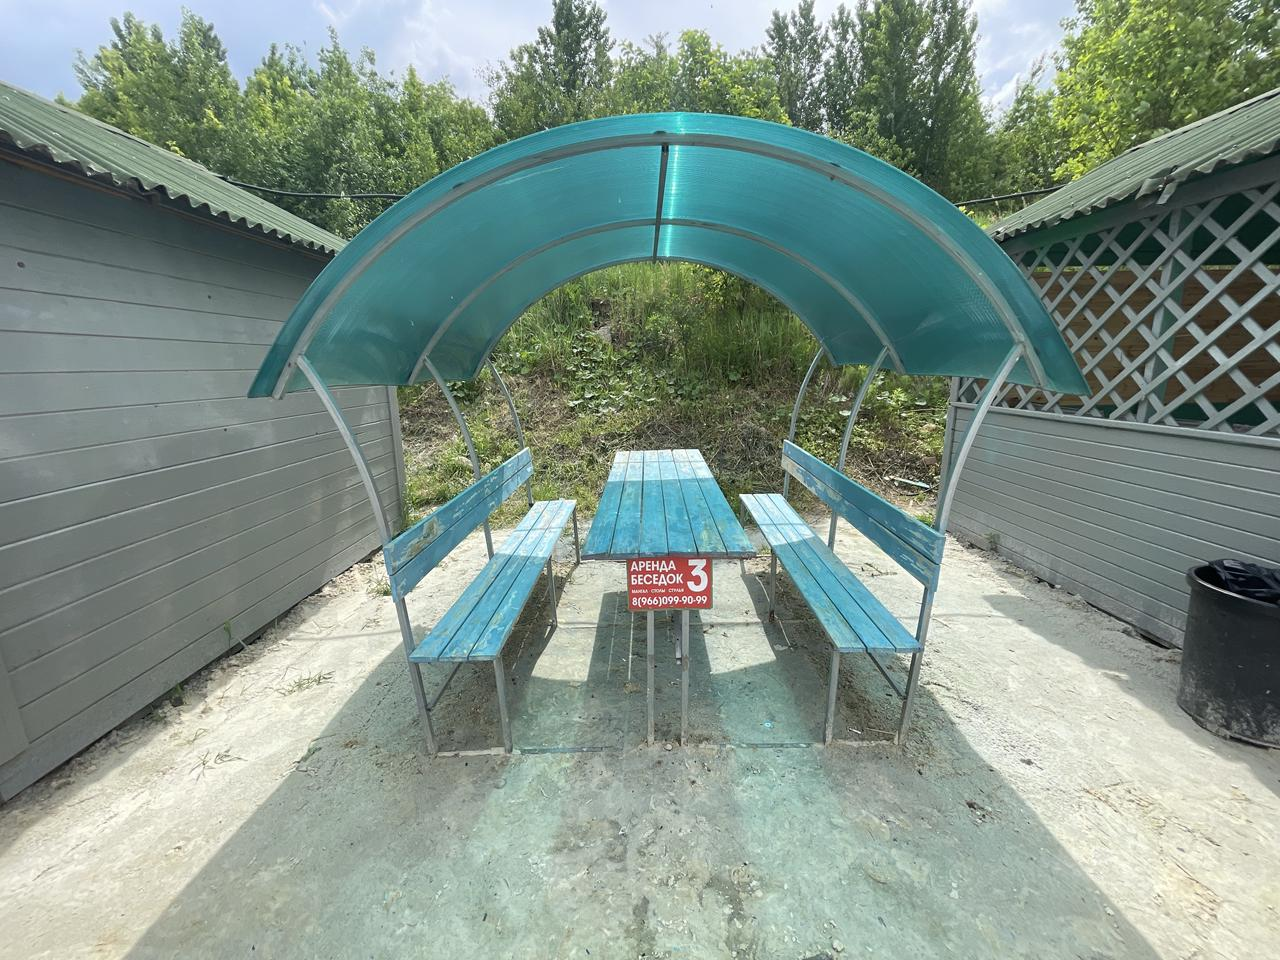 АРЕНДА
БЕСЕДОК 3
МАНГАЛ СТОЛЫ СТУЛЬЯ
8(966)099-90-99